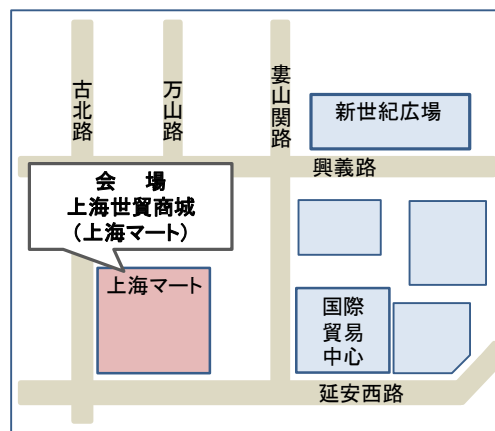 古北路
万山路
婁山関路
新世紀広場
興義路
会　場
上海世貿商城
（上海マート）
上海マート
国際
貿易
中心
延安西路